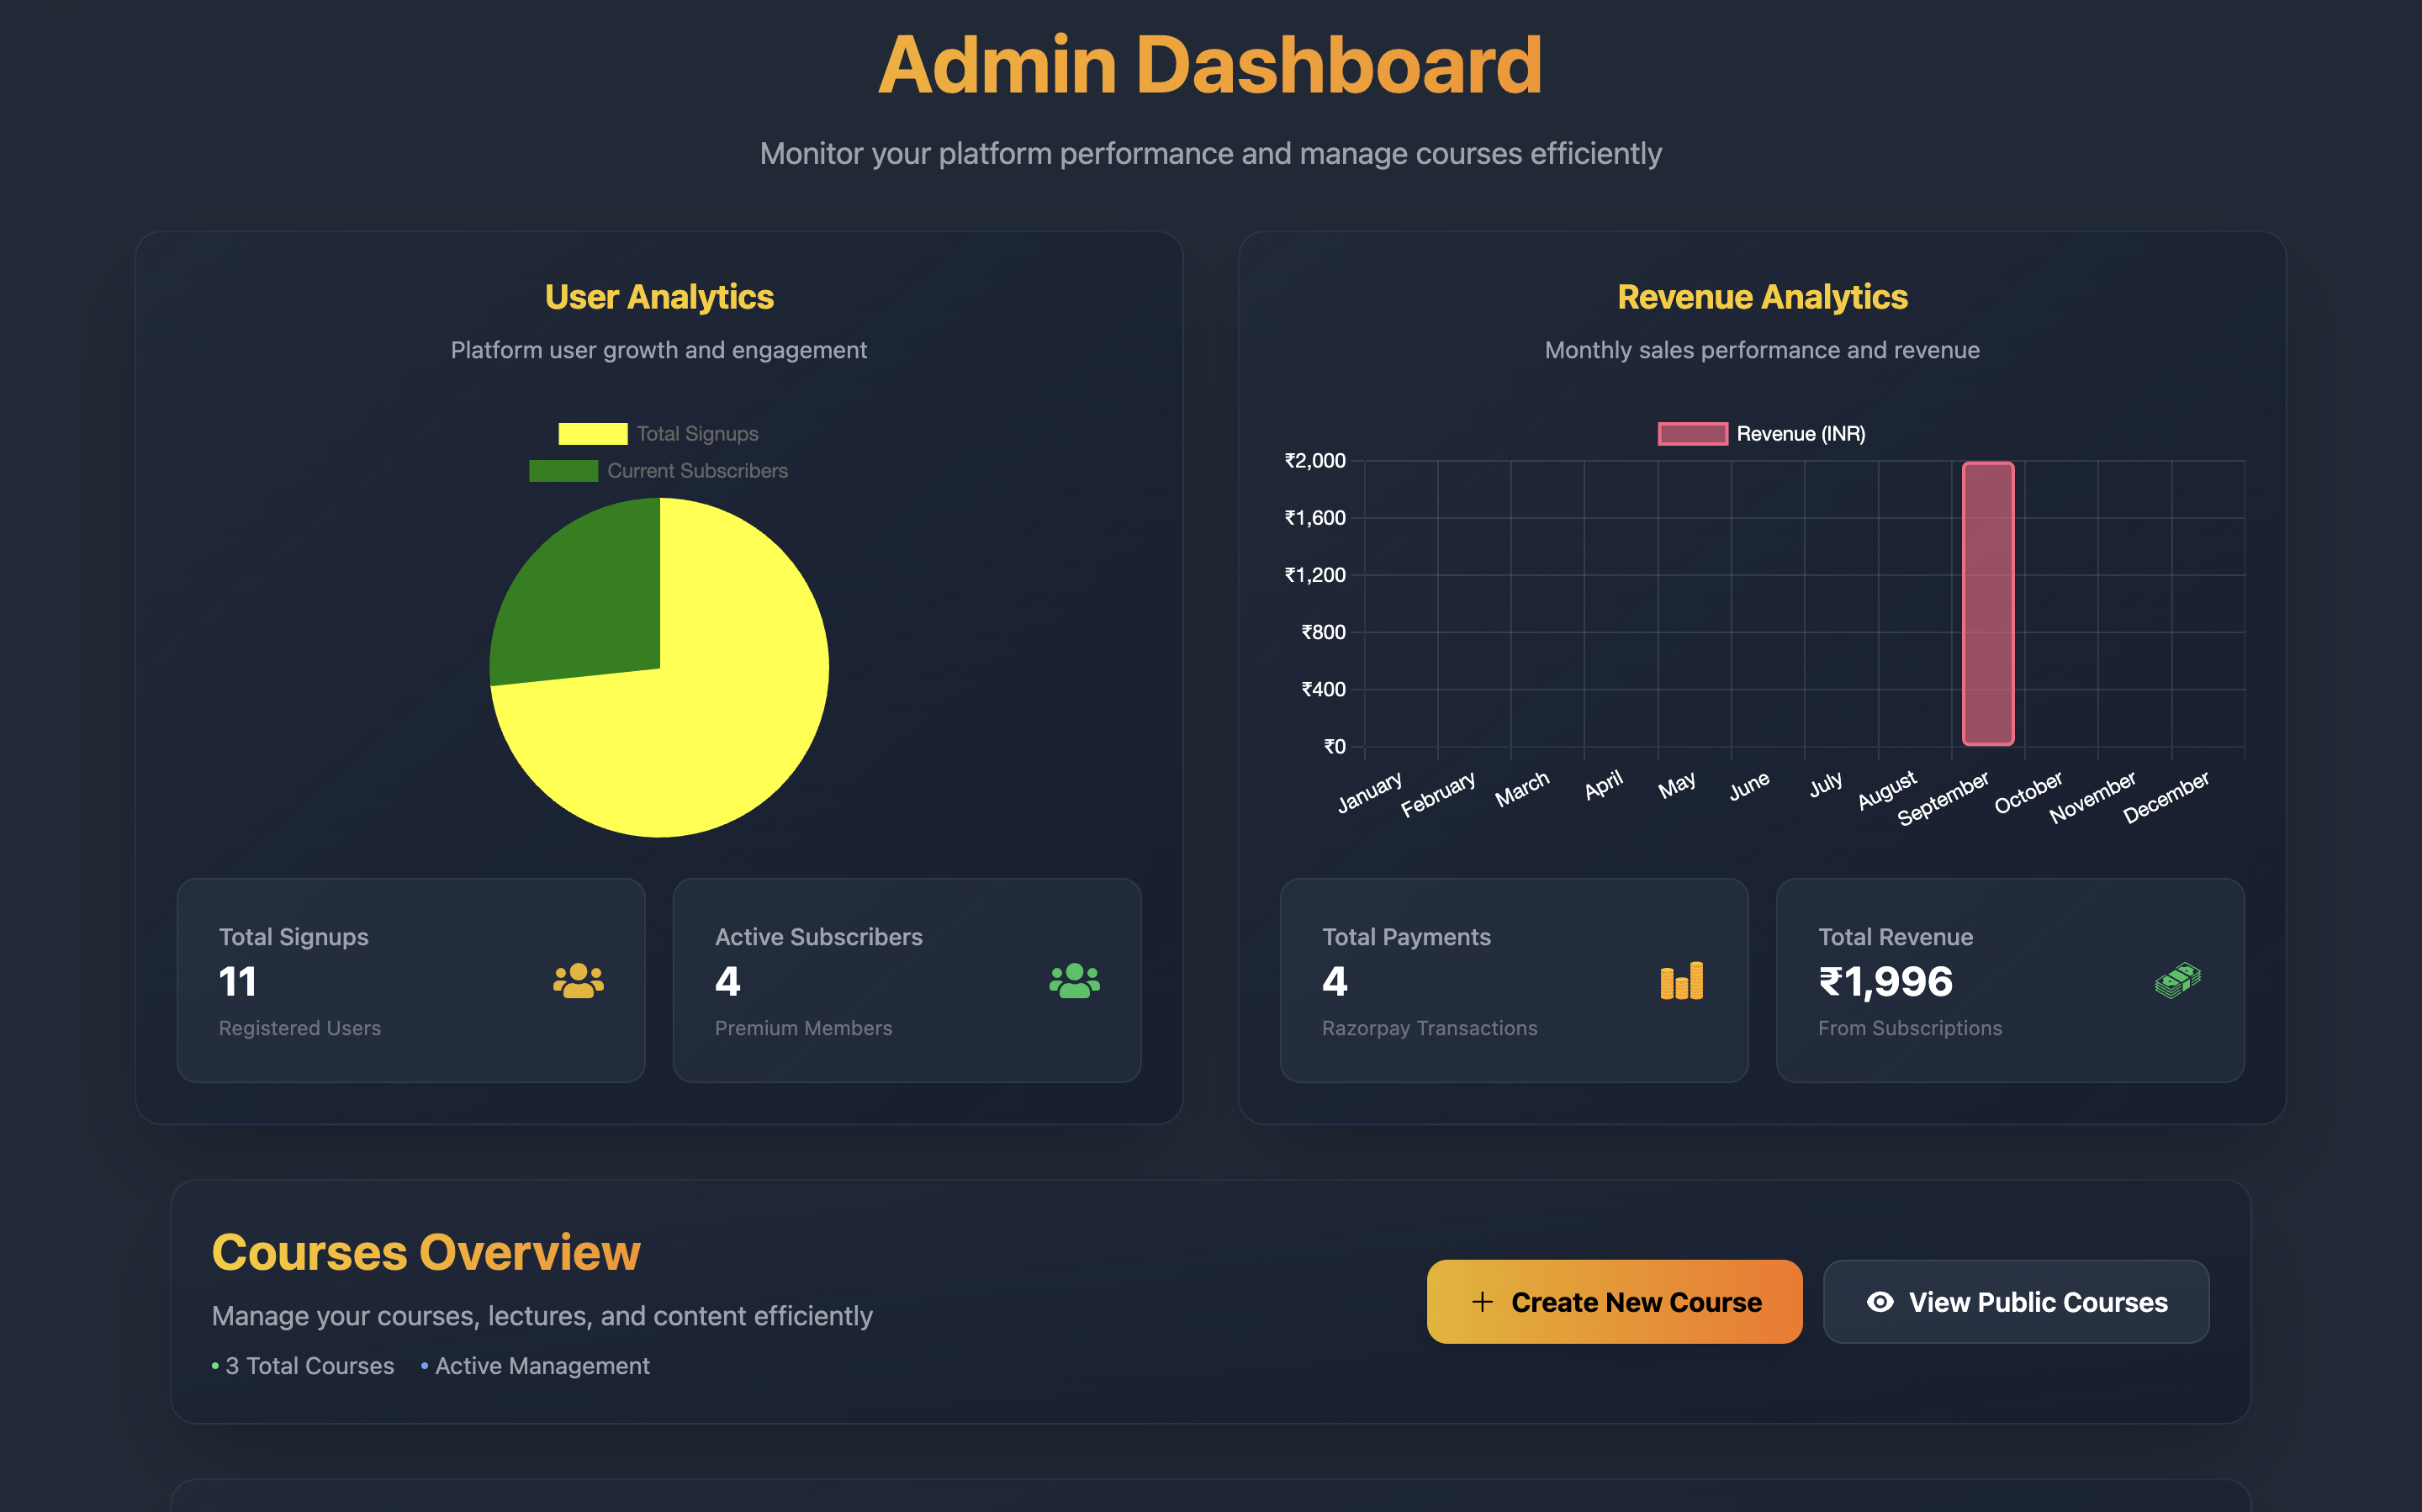 Admin Dashboard
Monitor your platform performance and manage courses efficiently
User Analytics
Platform user growth and engagement
Total Signups
Current Subscribers
Total Signups
11
Registered Users
Active Subscribers
4
Premium Members
Revenue Analytics
Monthly sales performance and revenue
Revenue (INR)
₹2,000
₹1,600
₹1,200
₹800
₹400
₹0
January February March April May June July August September October November December
Total Payments
4
Razorpay Transactions
Total Revenue
₹1,996
From Subscriptions
Courses Overview
Manage your courses, lectures, and content efficiently
• 3 Total Courses • Active Management
+ Create New Course
View Public Courses